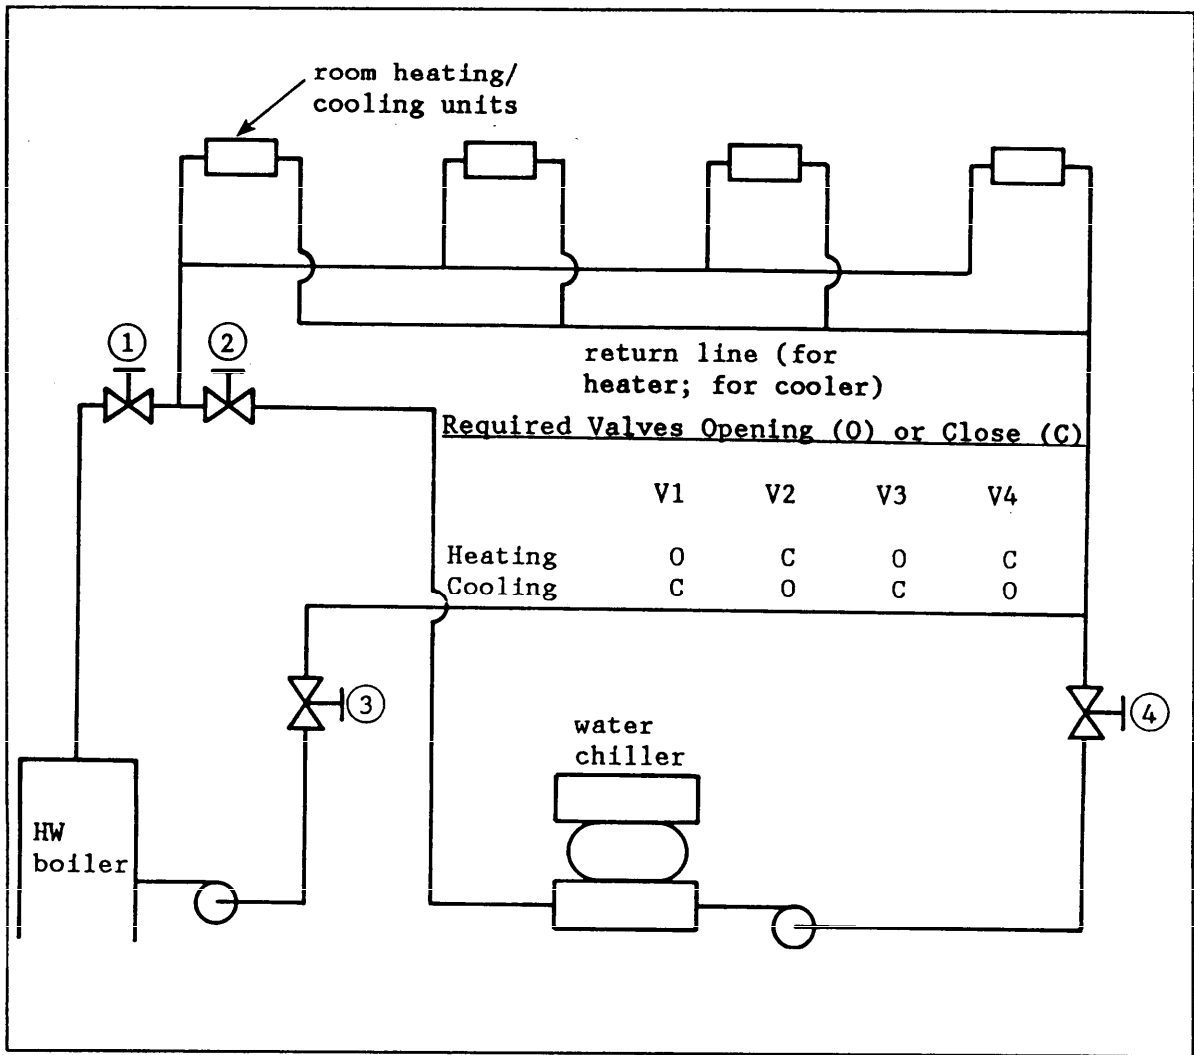 room heating/
cooling units
1
2
return line (for
heater; for cooler)
Required Valves Opening (O) or Close (C)
V1 V2 V3 V4
Heating O C O C
Cooling C O C O
3
4
water
chiller
HW
boiler